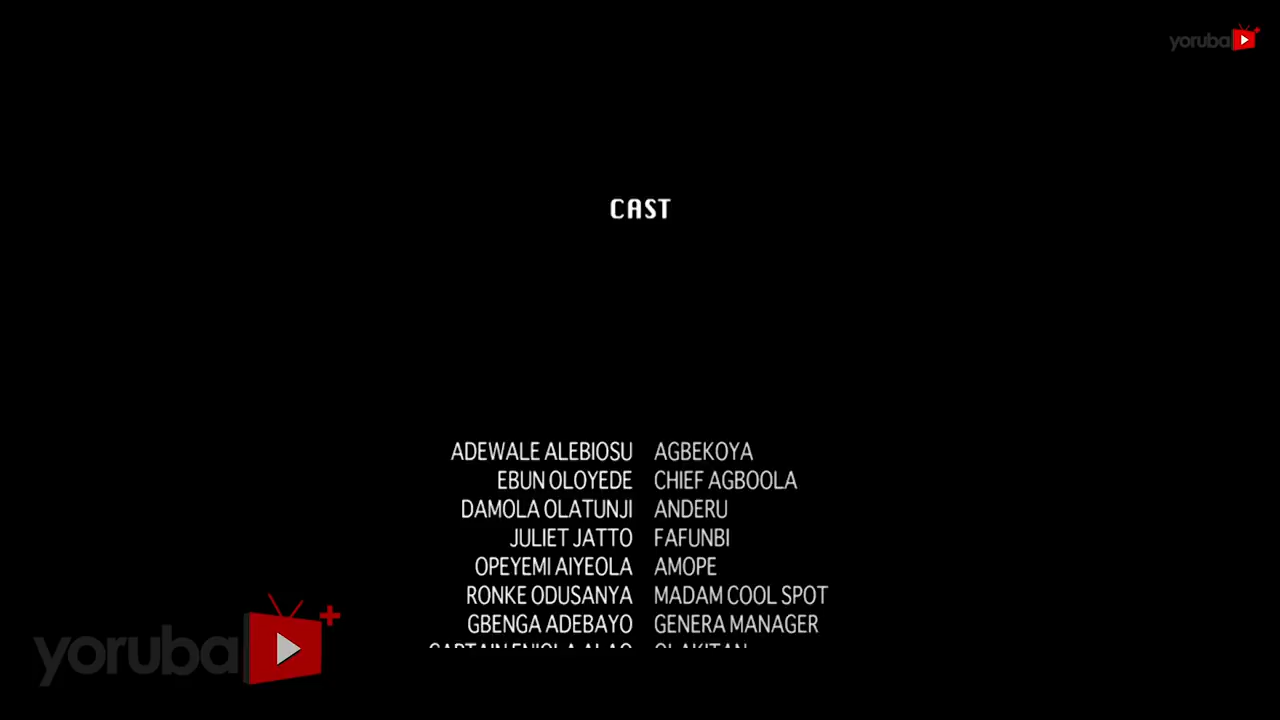 yoruba
CAST
ADEWALE ALEBIOSU AGBEKOYA
EBUN OLOYEDE CHIEF AGBOOLA
DAMOLA OLATUNJI ANDERU
JULIET JATTO FAFUNBI
OPEYEMI AIYEOLA AMOPE
RONKE ODUSANYA MADAM COOL SPOT
GBENGA ADEBAYO GENERA MANAGER
yoruba +